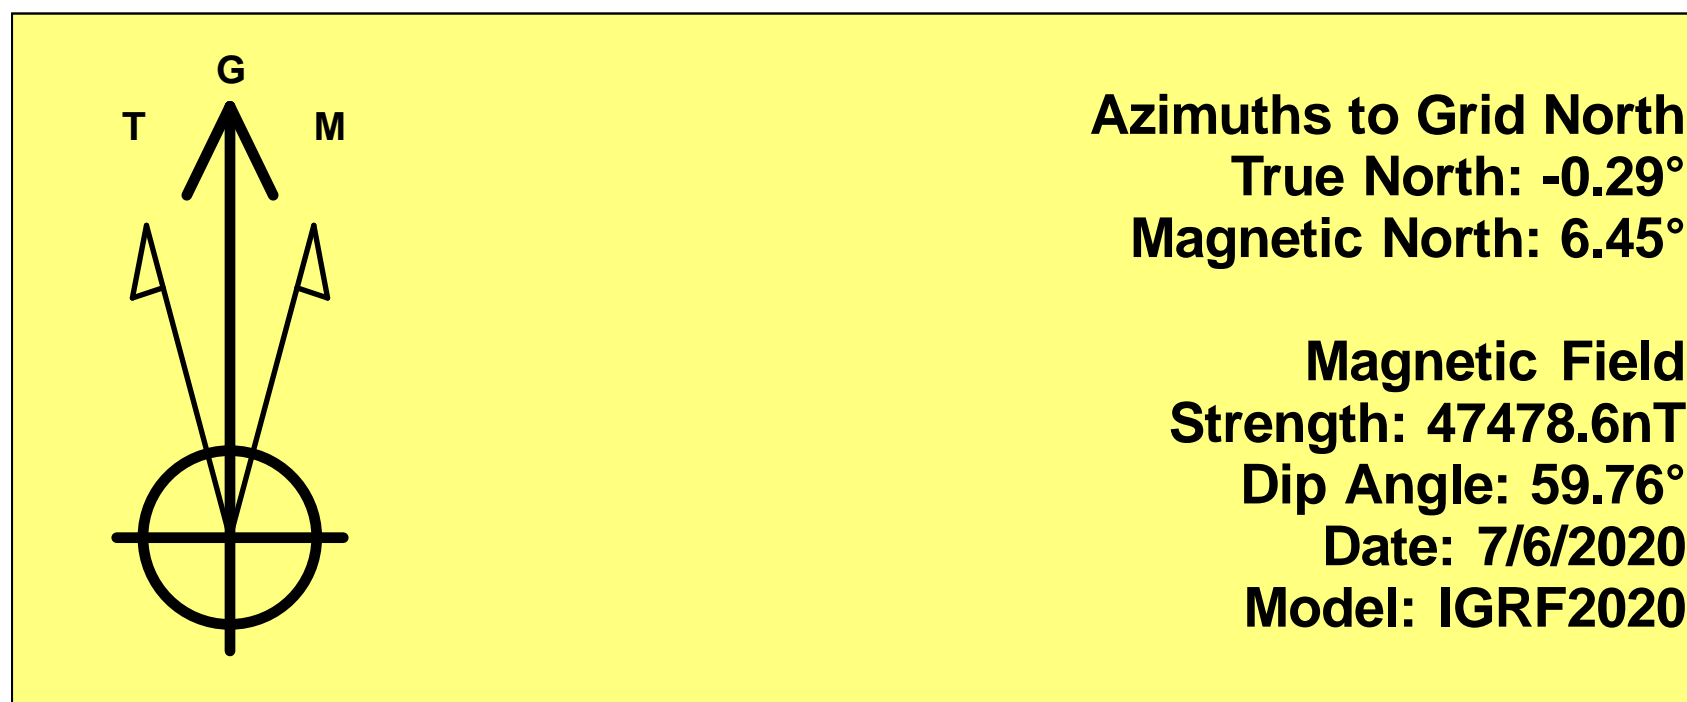 G
T
M
Azimuths to Grid North
True North: -0.29°
Magnetic North: 6.45°
Magnetic Field
Strength: 47478.6nT
Dip Angle: 59.76°
Date: 7/6/2020
Model: IGRF2020